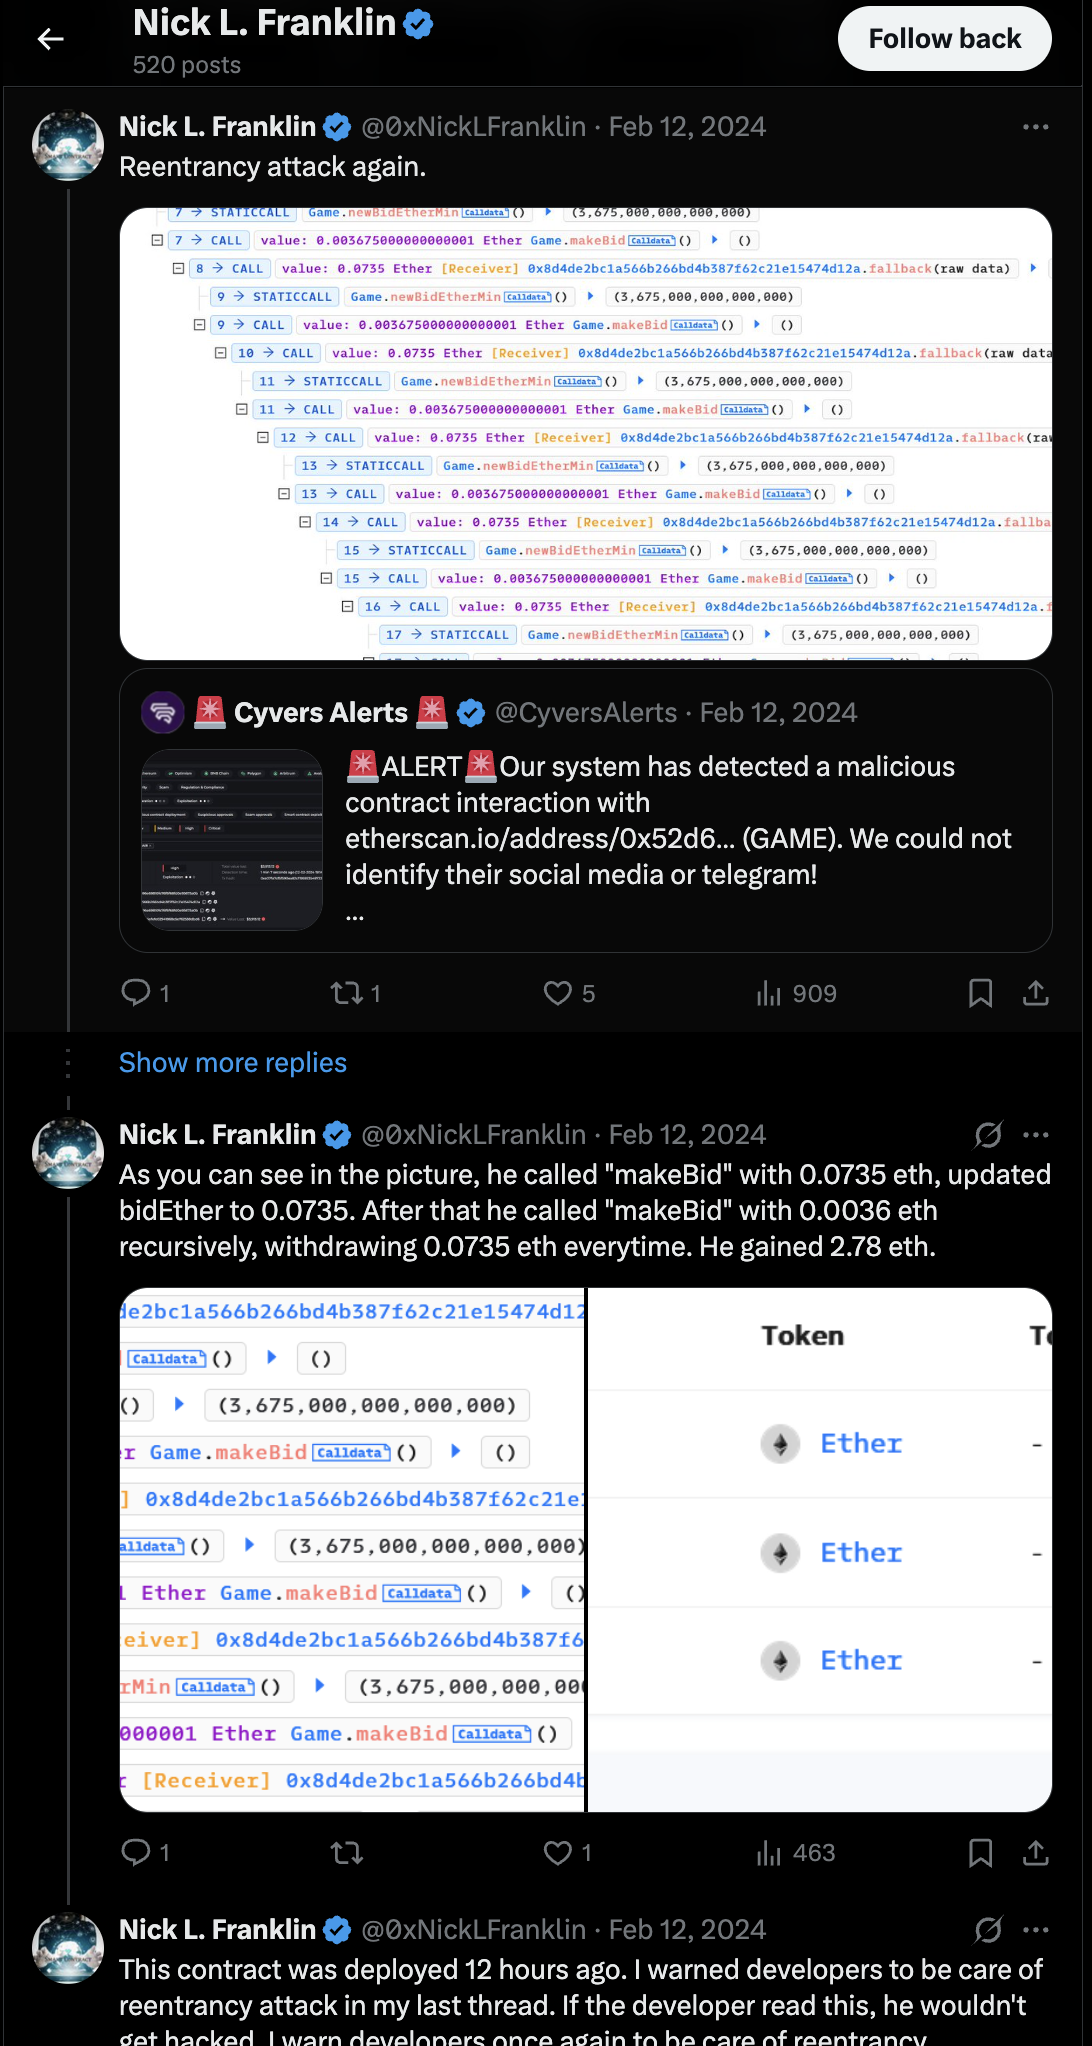 Nick L. Franklin
520 posts
Follow back
Nick L. Franklin @0xNickLFranklin · Feb 12, 2024
Reentrancy attack again.
7 → STATICCALL Game.newBidEtherMin Calldata () (3,675,000,000,000,000)
7 → CALL value: 0.003675000000000001 Ether Game.makeBid Calldata () ()
8 → CALL value: 0.0735 Ether [Receiver] 0x8d4de2bc1a566b266bd4b387f62c21e15474d12a.fallback(raw data)
9 → STATICCALL Game.newBidEtherMin Calldata () (3,675,000,000,000,000)
9 → CALL value: 0.003675000000000001 Ether Game.makeBid Calldata () ()
10 → CALL value: 0.0735 Ether [Receiver] 0x8d4de2bc1a566b266bd4b387f62c21e15474d12a.fallback(raw data
11 → STATICCALL Game.newBidEtherMin Calldata () (3,675,000,000,000,000)
11 → CALL value: 0.003675000000000001 Ether Game.makeBid Calldata () ()
12 → CALL value: 0.0735 Ether [Receiver] 0x8d4de2bc1a566b266bd4b387f62c21e15474d12a.fallback(raw
13 → STATICCALL Game.newBidEtherMin Calldata () (3,675,000,000,000,000)
13 → CALL value: 0.003675000000000001 Ether Game.makeBid Calldata () ()
14 → CALL value: 0.0735 Ether [Receiver] 0x8d4de2bc1a566b266bd4b387f62c21e15474d12a.fallba
15 → STATICCALL Game.newBidEtherMin Calldata () (3,675,000,000,000,000)
15 → CALL value: 0.003675000000000001 Ether Game.makeBid Calldata () ()
16 → CALL value: 0.0735 Ether [Receiver] 0x8d4de2bc1a566b266bd4b387f62c21e15474d12a.f
17 → STATICCALL Game.newBidEtherMin Calldata () (3,675,000,000,000,000)
🚨 Cyvers Alerts 🚨 @CyversAlerts · Feb 12, 2024
🚨ALERT🚨Our system has detected a malicious
contract interaction with
etherscan.io/address/0x52d6... (GAME). We could not
identify their social media or telegram!
...
1 1 5 909
Show more replies
Nick L. Franklin @0xNickLFranklin · Feb 12, 2024
As you can see in the picture, he called "makeBid" with 0.0735 eth, updated
bidEther to 0.0735. After that he called "makeBid" with 0.0036 eth
recursively, withdrawing 0.0735 eth everytime. He gained 2.78 eth.
de2bc1a566b266bd4b387f62c21e15474d12
Calldata () ()
() (3,675,000,000,000,000)
er Game.makeBid Calldata () ()
] 0x8d4de2bc1a566b266bd4b387f62c21e1
alldata () (3,675,000,000,000,000)
1 Ether Game.makeBid Calldata () ()
ceiver] 0x8d4de2bc1a566b266bd4b387f6
rMin Calldata () (3,675,000,000,000
000001 Ether Game.makeBid Calldata ()
r [Receiver] 0x8d4de2bc1a566b266bd4b
Token To
Ether -
Ether -
Ether -
1 1 463
Nick L. Franklin @0xNickLFranklin · Feb 12, 2024
This contract was deployed 12 hours ago. I warned developers to be care of
reentrancy attack in my last thread. If the developer read this, he wouldn't
get hacked. I warn developers once again to be care of reentrancy